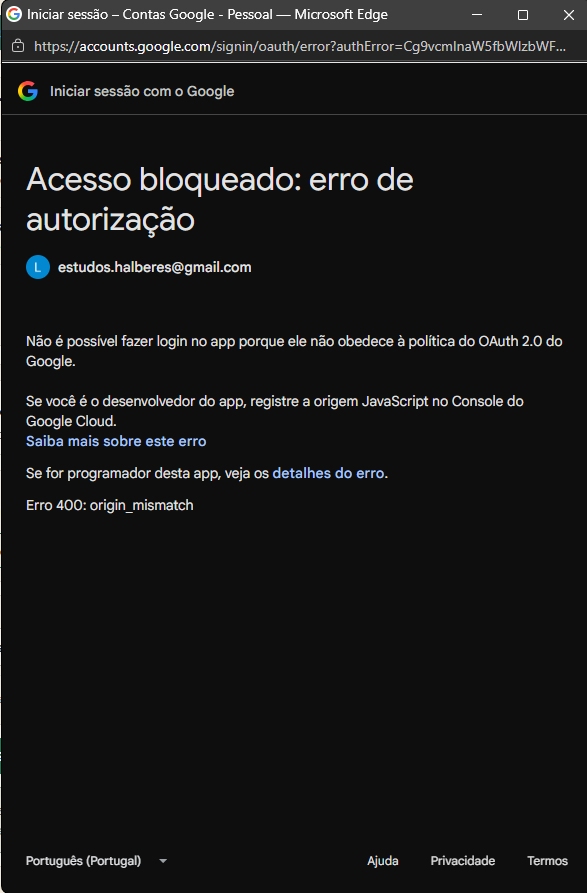 Iniciar sessão – Contas Google - Pessoal — Microsoft Edge
https://accounts.google.com/signin/oauth/error?authError=Cg9vcmlnaW5fbWlzbWF...
Iniciar sessão com o Google
Acesso bloqueado: erro de
autorização
L estudos.halberes@gmail.com
Não é possível fazer login no app porque ele não obedece à política do OAuth 2.0 do
Google.
Se você é o desenvolvedor do app, registre a origem JavaScript no Console do
Google Cloud.
Saiba mais sobre este erro
Se for programador desta app, veja os detalhes do erro.
Erro 400: origin_mismatch
Português (Portugal) Ajuda Privacidade Termos